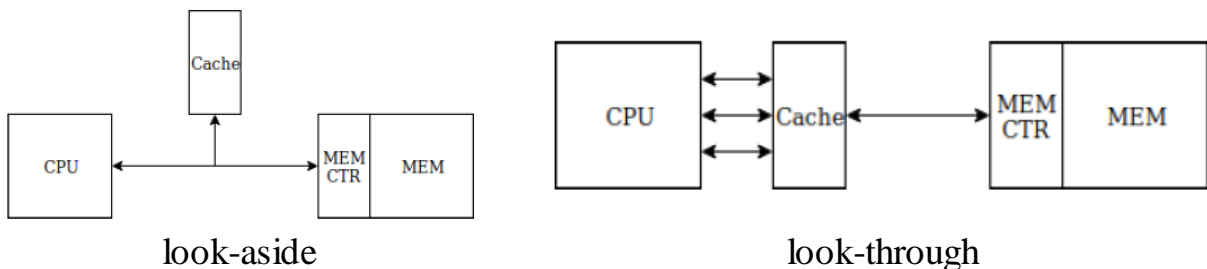 Cache
CPU
MEM
CTR
MEM
look-aside
CPU
Cache
MEM
CTR
MEM
look-through